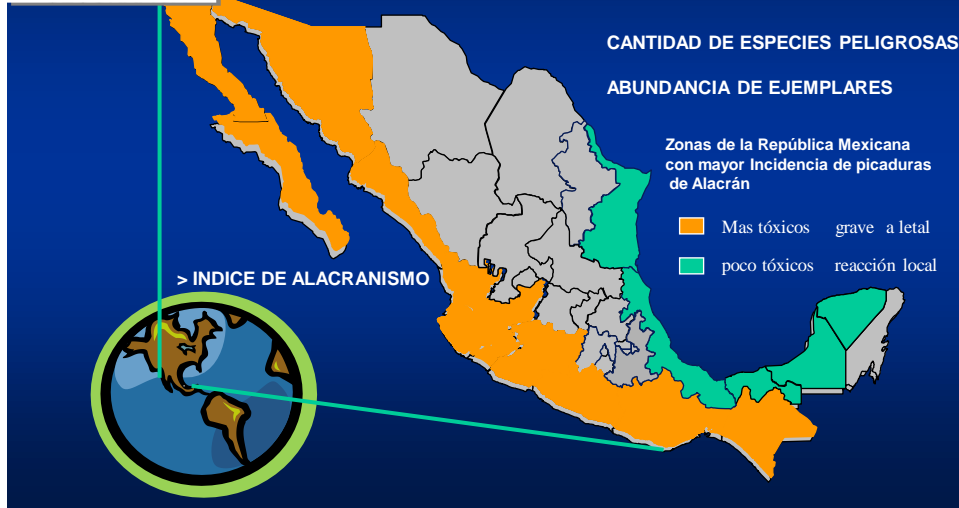 CANTIDAD DE ESPECIES PELIGROSAS
ABUNDANCIA DE EJEMPLARES
Zonas de la República Mexicana
con mayor Incidencia de picaduras
de Alacrán
Mas tóxicos grave a letal
poco tóxicos reacción local
> INDICE DE ALACRANISMO